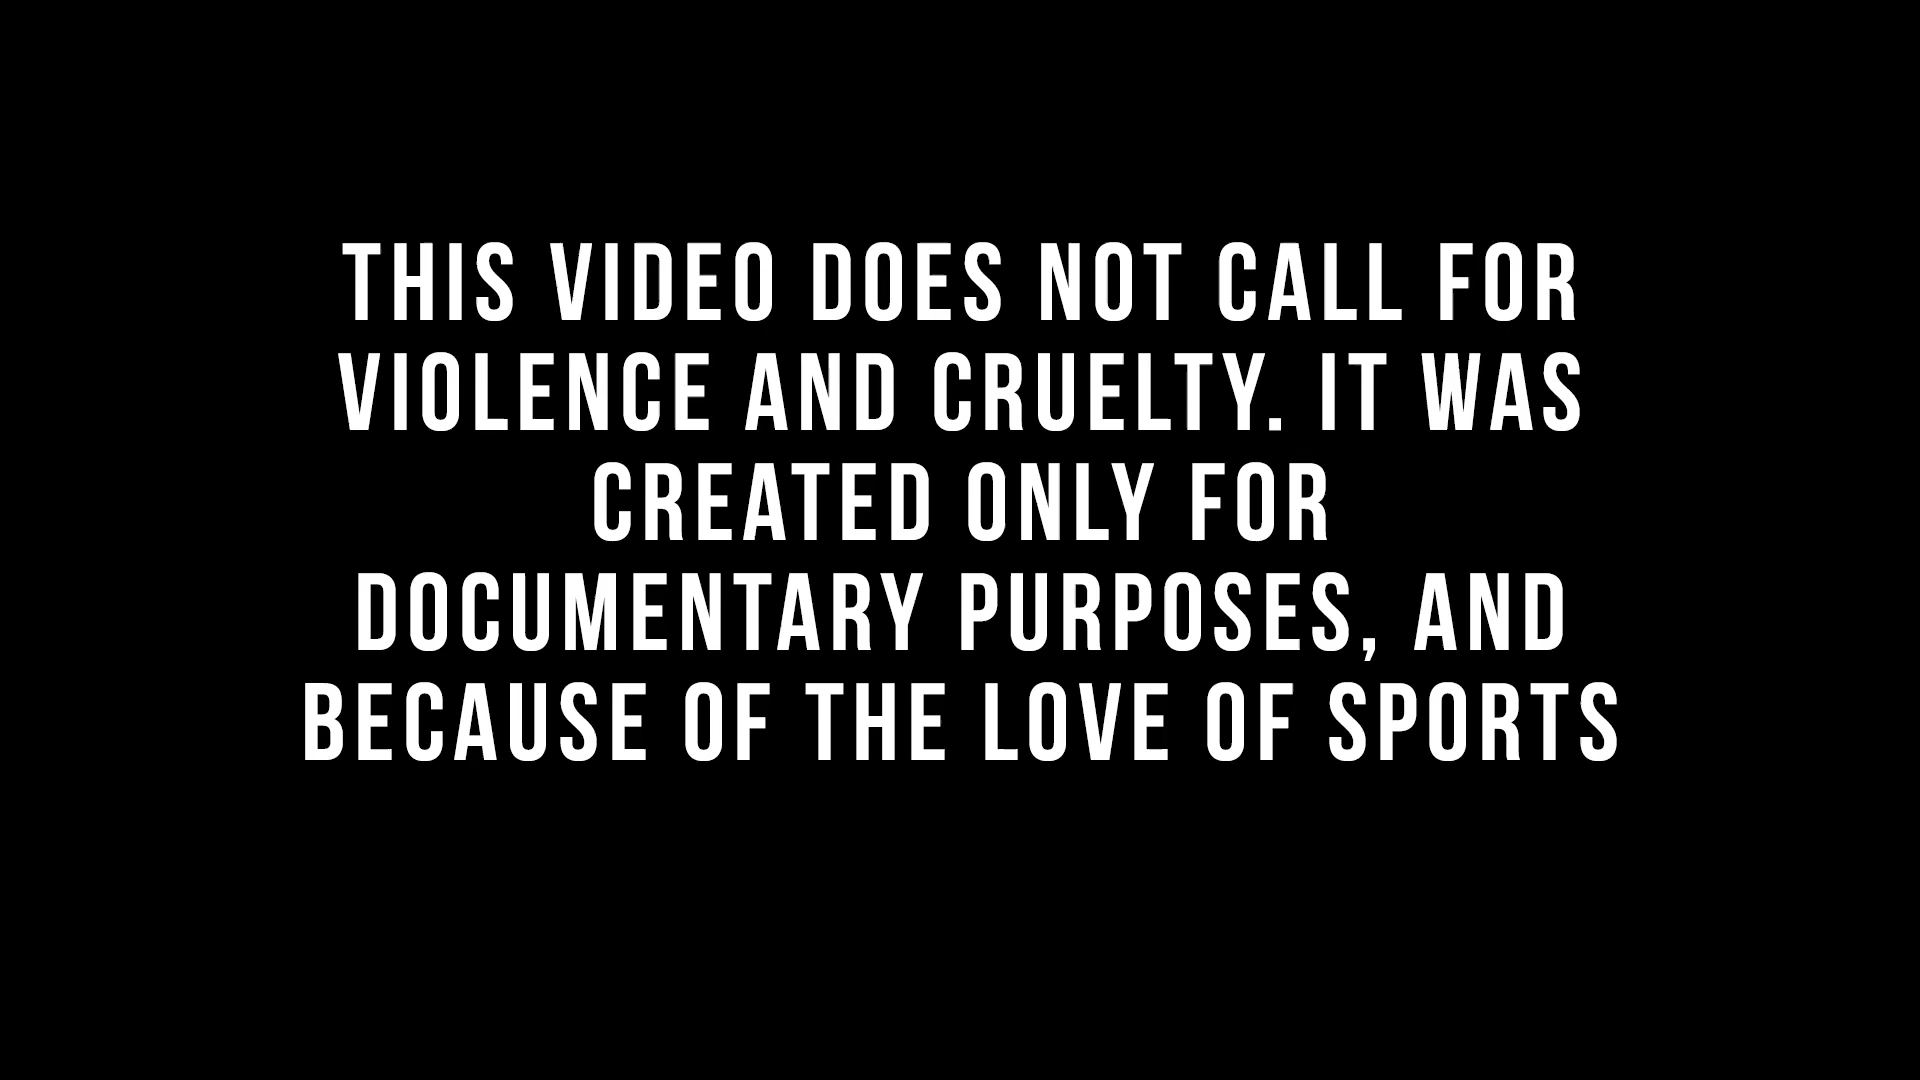 THIS VIDEO DOES NOT CALL FOR
VIOLENCE AND CRUELTY. IT WAS
CREATED ONLY FOR
DOCUMENTARY PURPOSES, AND
BECAUSE OF THE LOVE OF SPORTS